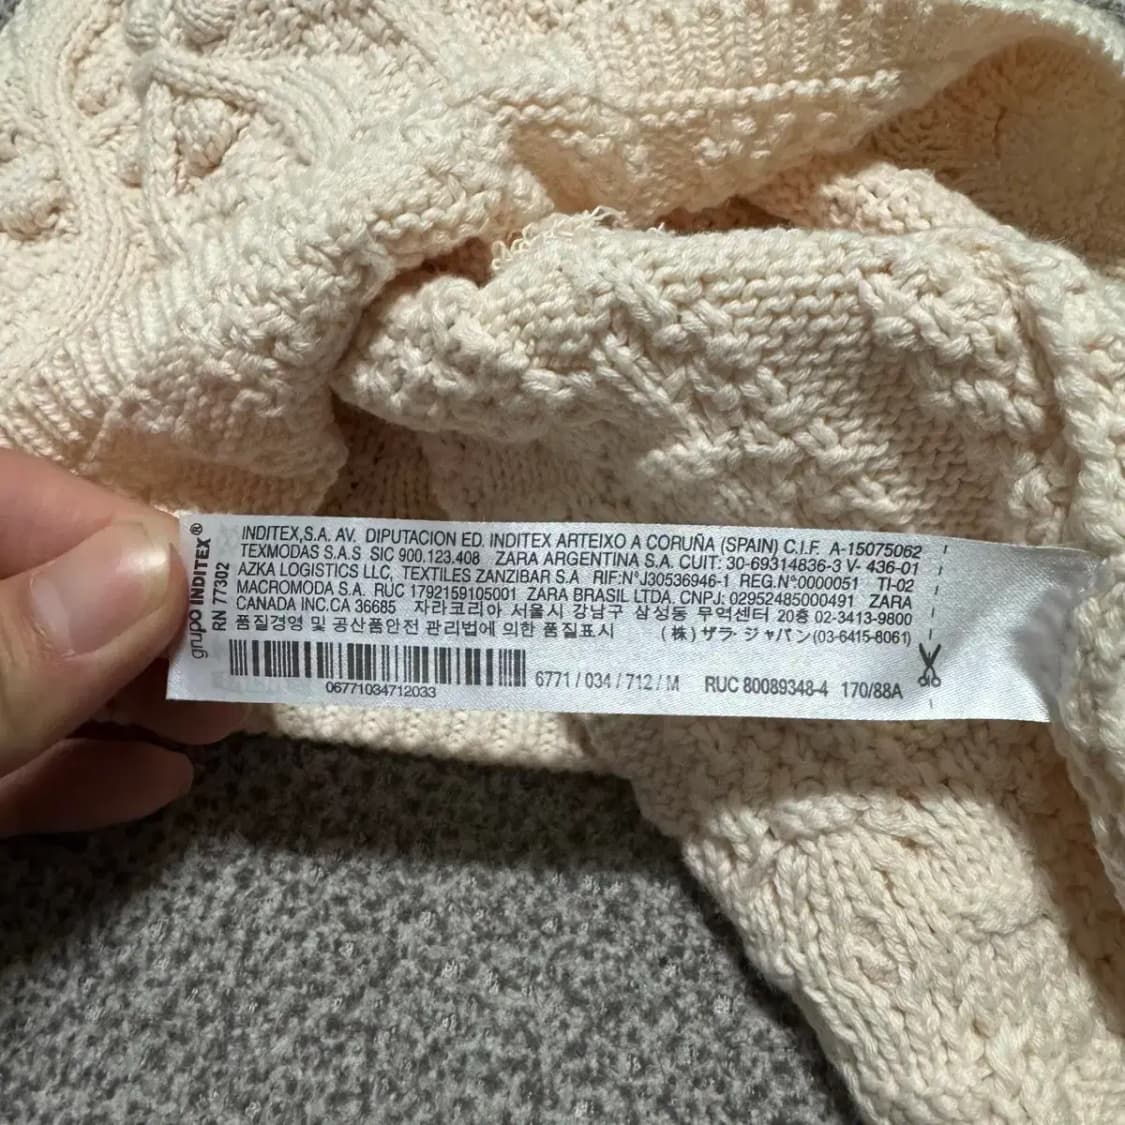 grupo INDITEX®
RN 77302
INDITEX,S.A. AV. DIPUTACION ED. INDITEX ARTEIXO A CORUÑA (SPAIN) C.I.F. A-15075062
TEXMODAS S.A.S SIC 900.123.408 ZARA ARGENTINA S.A. CUIT: 30-69314836-3 V- 436-01
AZKA LOGISTICS LLC, TEXTILES ZANZIBAR S.A RIF:N°J30536946-1 REG.N°0000051 TI-02
MACROMODA S.A. RUC 1792159105001 ZARA BRASIL LTDA. CNPJ: 02952485000491 ZARA
CANADA INC.CA 36685 자라코리아 서울시 강남구 삼성동 무역센터 20층 02-3413-9800
품질경영 및 공산품안전 관리법에 의한 품질표시 (株) ザラ・ジャパン(03-6415-8061)
06771034712033
6771 / 034 / 712 / M RUC 80089348-4 170/88A